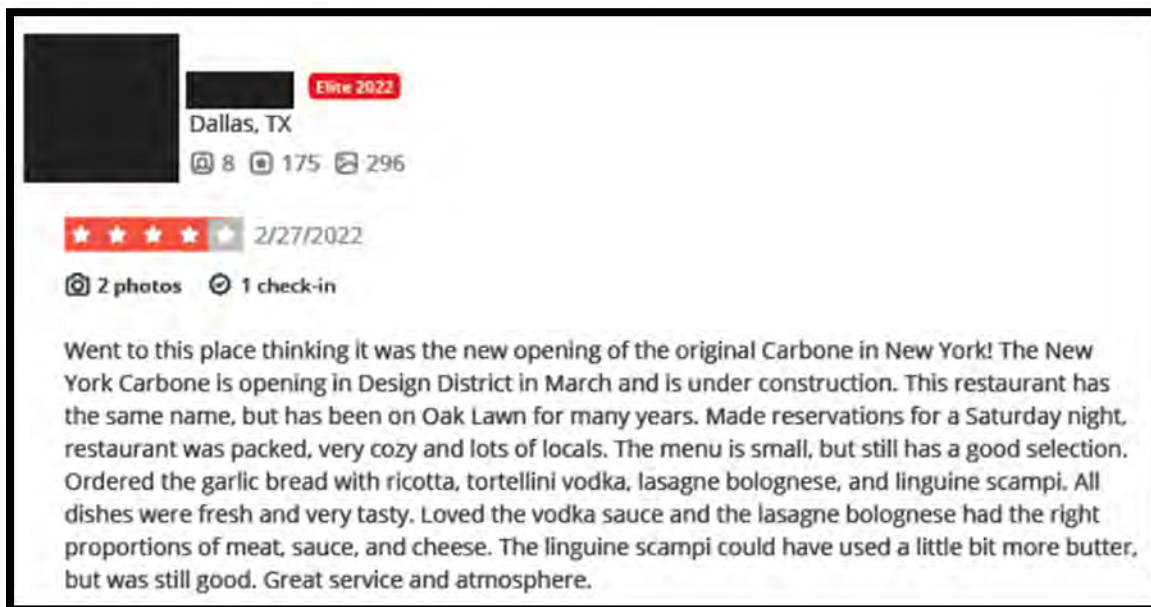 Elite 2022
Dallas, TX
8 175 296
2/27/2022
2 photos 1 check-in
Went to this place thinking it was the new opening of the original Carbone in New York! The New
York Carbone is opening in Design District in March and is under construction. This restaurant has
the same name, but has been on Oak Lawn for many years. Made reservations for a Saturday night,
restaurant was packed, very cozy and lots of locals. The menu is small, but still has a good selection.
Ordered the garlic bread with ricotta, tortellini vodka, lasagne bolognese, and linguine scampi. All
dishes were fresh and very tasty. Loved the vodka sauce and the lasagne bolognese had the right
proportions of meat, sauce, and cheese. The linguine scampi could have used a little bit more butter,
but was still good. Great service and atmosphere.